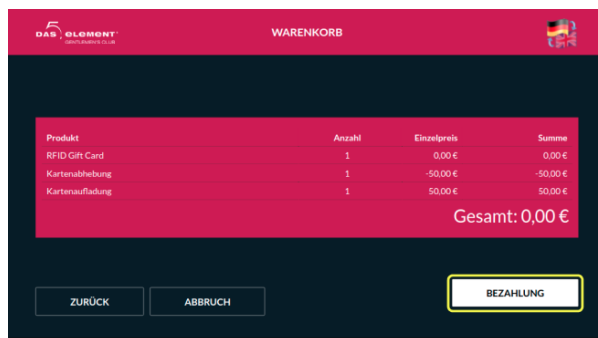 DAS 5 element WARENKORB
GENTLEMEN'S CLUB
Produkt Anzahl Einzelpreis Summe
RFID Gift Card 1 0,00 € 0,00 €
Kartenabhebung 1 -50,00 € -50,00 €
Kartenaufladung 1 50,00 € 50,00 €
Gesamt: 0,00 €
ZURÜCK ABBRUCH BEZAHLUNG